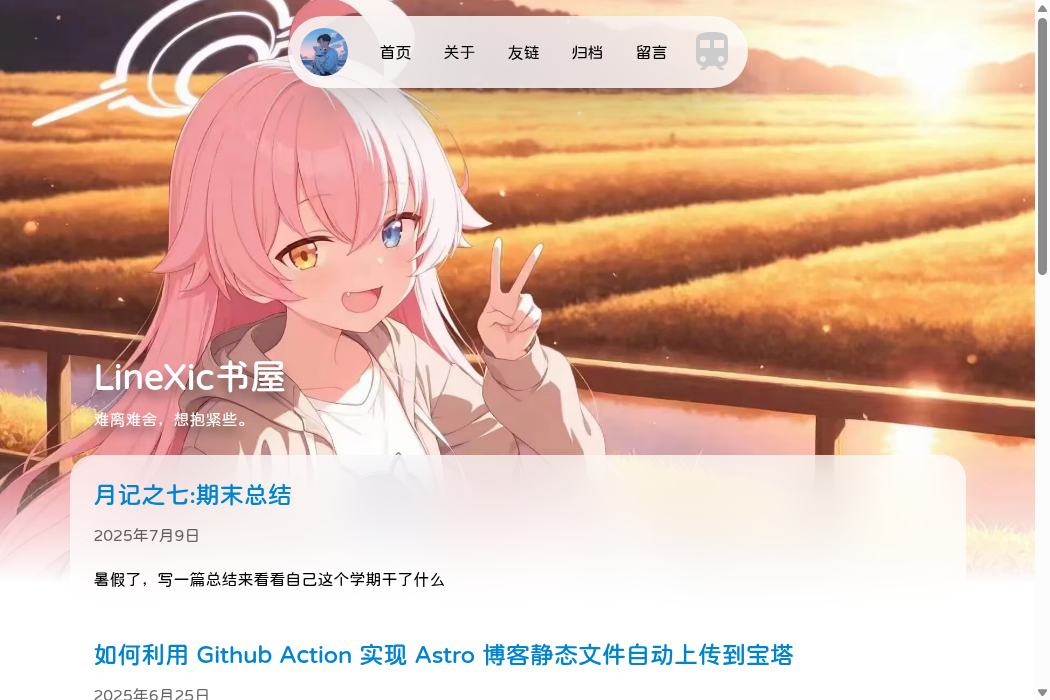 首页 关于 友链 归档 留言
LineXic书屋
难离难舍，想抱紧些。
月记之七:期末总结
2025年7月9日
暑假了，写一篇总结来看看自己这个学期干了什么
如何利用 Github Action 实现 Astro 博客静态文件自动上传到宝塔
2025年6月25日